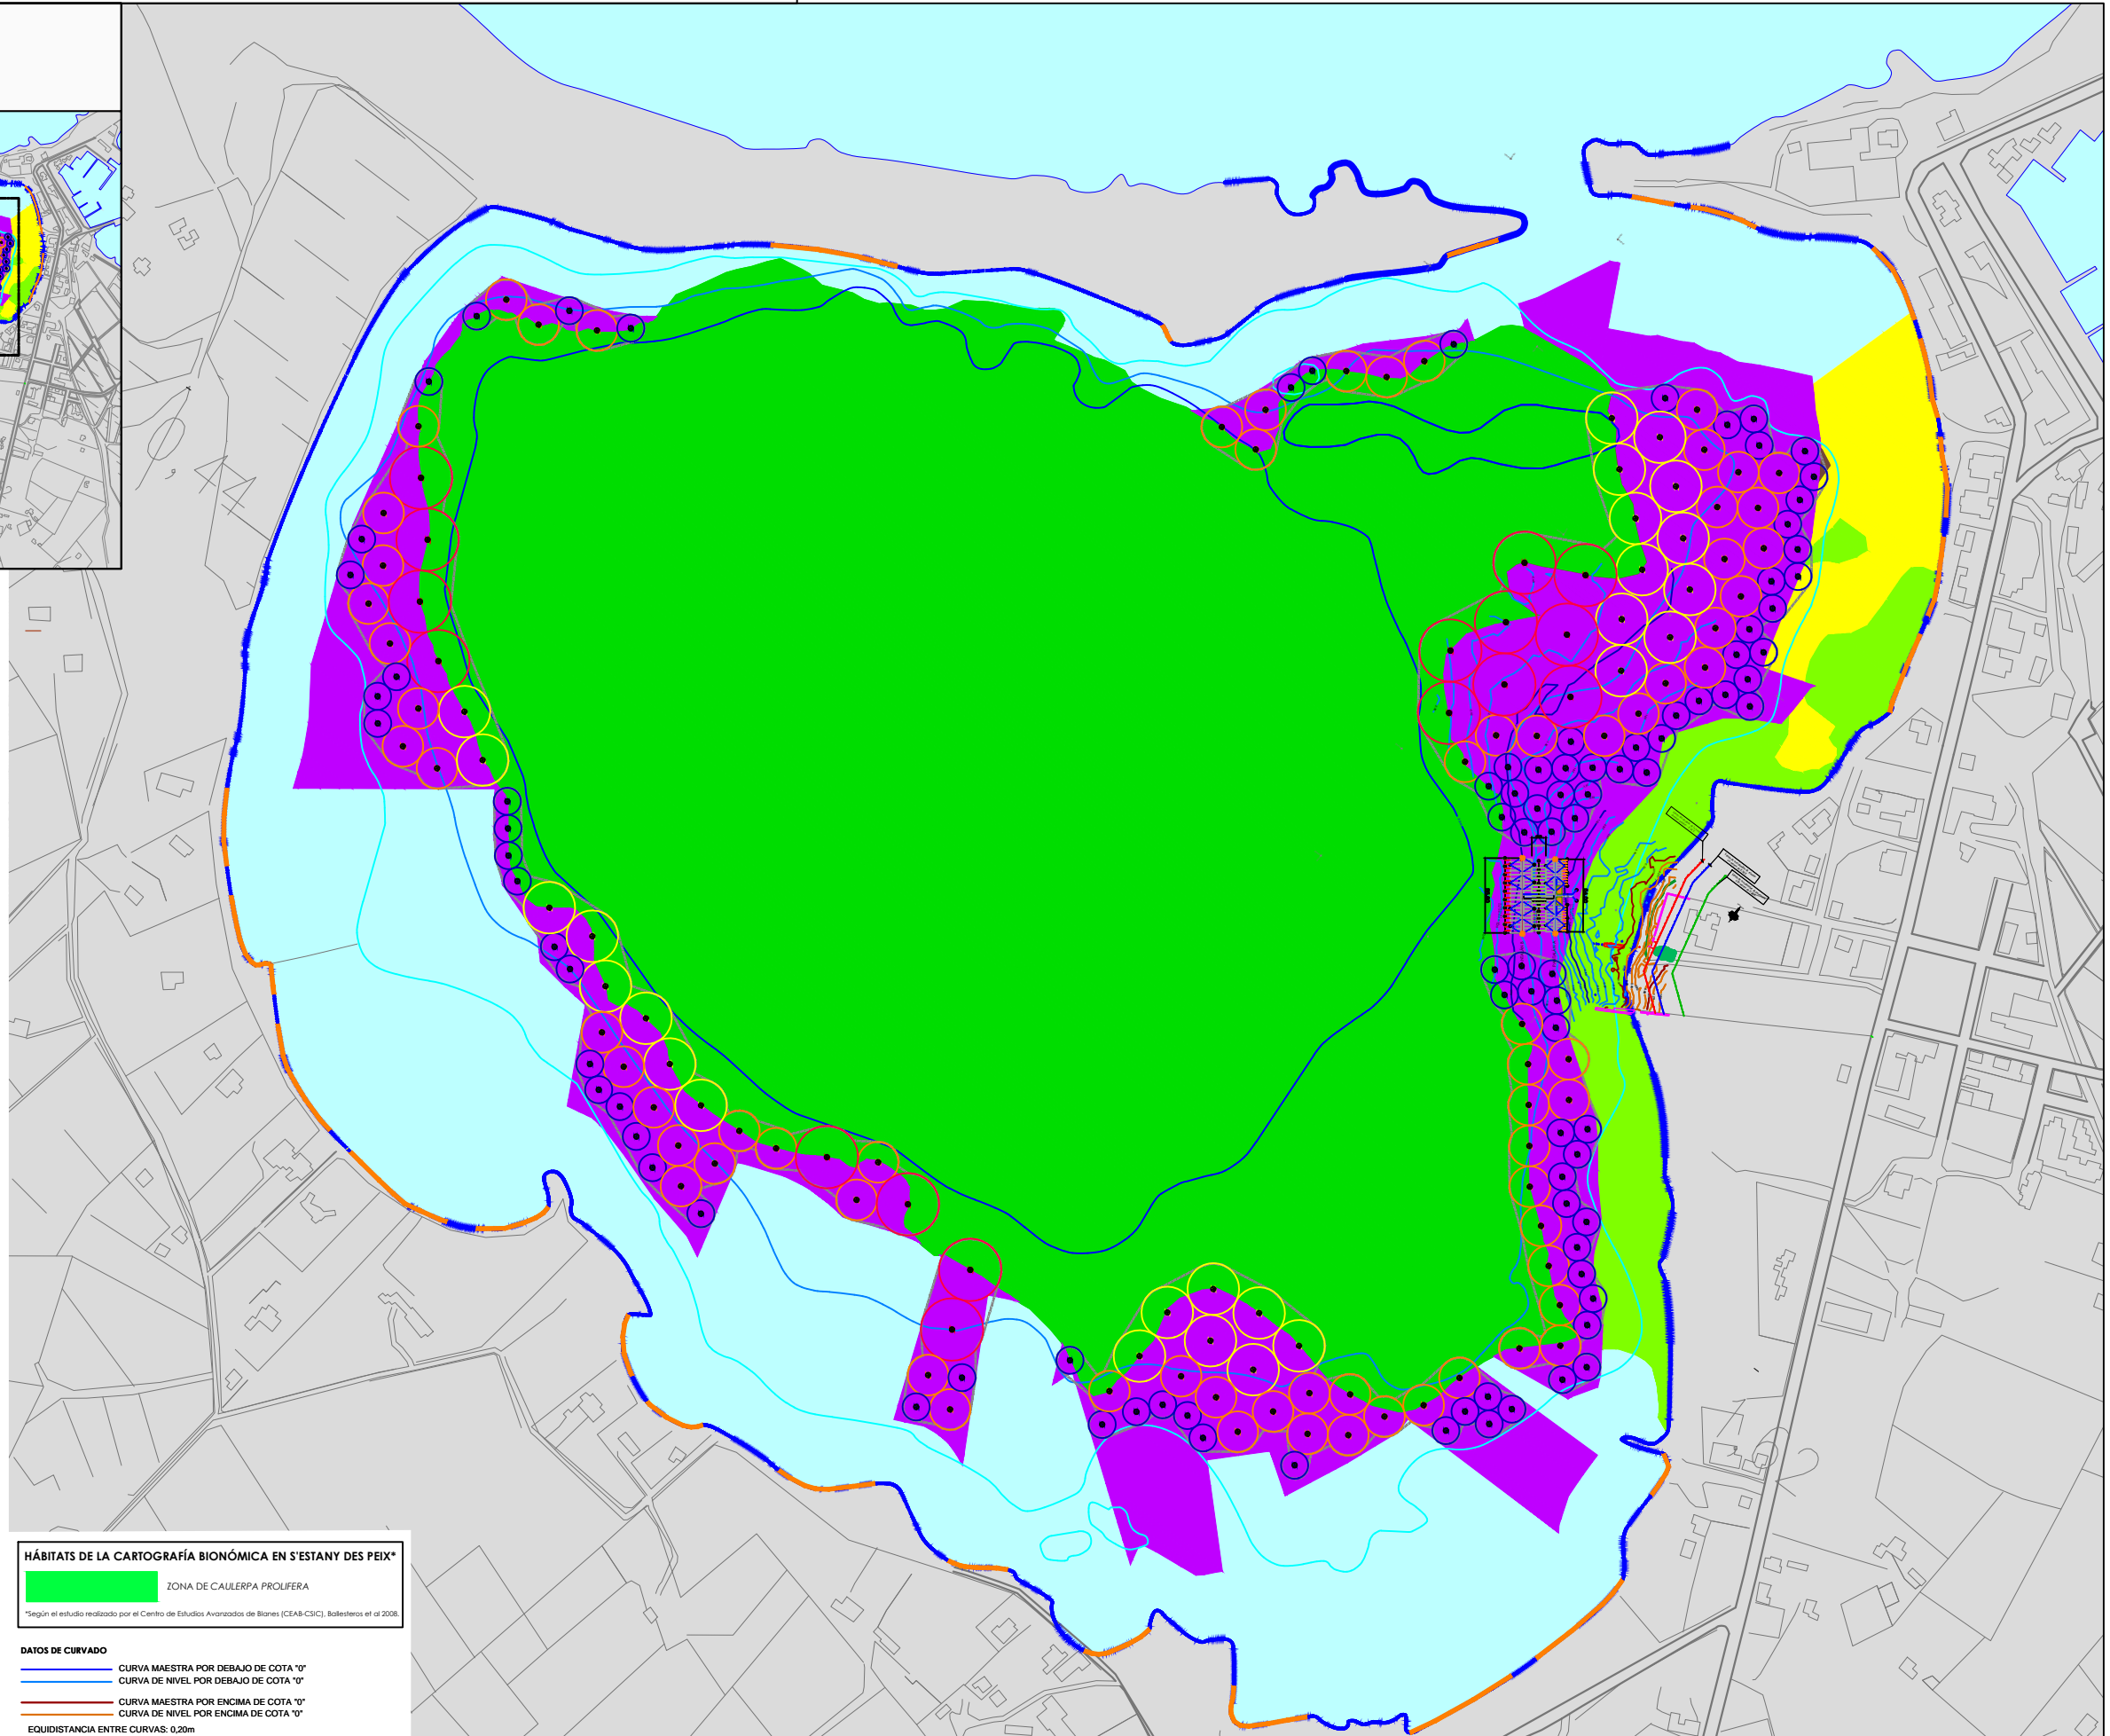 HÁBITATS DE LA CARTOGRAFÍA BIONÓMICA EN S'ESTANY DES PEIX*
ZONA DE CAULERPA PROLIFERA
*Según el estudio realizado por el Centro de Estudios Avanzados de Blanes (CEAB-CSIC), Ballesteros et al 2008.
DATOS DE CURVADO
CURVA MAESTRA POR DEBAJO DE COTA "0"
CURVA DE NIVEL POR DEBAJO DE COTA "0"
CURVA MAESTRA POR ENCIMA DE COTA "0"
CURVA DE NIVEL POR ENCIMA DE COTA "0"
EQUIDISTANCIA ENTRE CURVAS: 0,20m